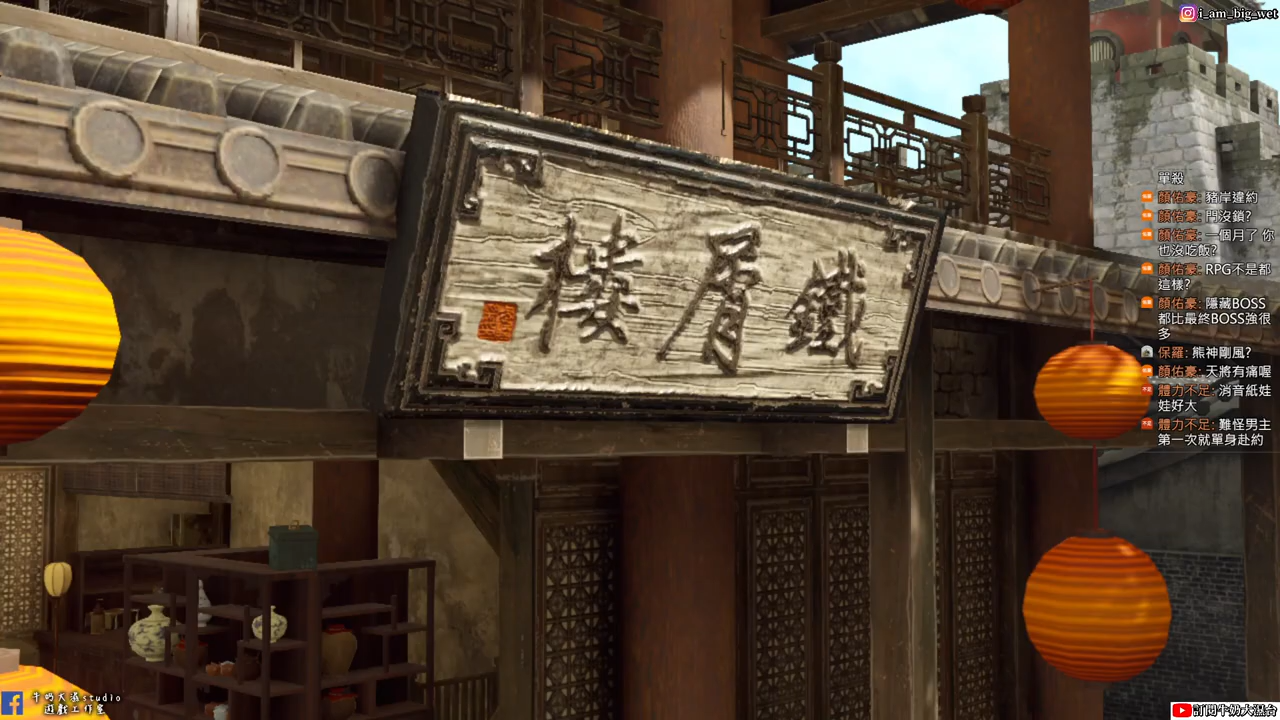 i_am_big_wet
樓屑鐵
單殺
顏佑豪: 豬岸違約
顏佑豪: 門沒鎖?
顏佑豪: 一個月了 你
也沒吃飯?
顏佑豪: RPG不是都
這樣?
顏佑豪: 隱藏BOSS
都比最終BOSS強很
多
保羅: 熊神剛風?
顏佑豪: 天將有痛喔
體力不足: 消音紙娃
娃好大
體力不足: 難怪男主
第一次就單身赴約
牛奶大濕studio
遊戲工作室
訂閱牛奶大濕台